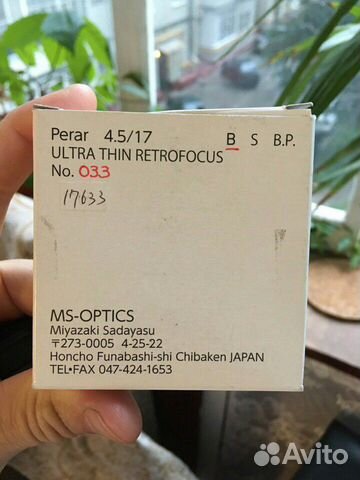 Perar 4.5/17 B S B.P.
ULTRA THIN RETROFOCUS
No. 033
17633
MS-OPTICS
Miyazaki Sadayasu
〒273-0005 4-25-22
Honcho Funabashi-shi Chibaken JAPAN
TEL•FAX 047-424-1653
Avito